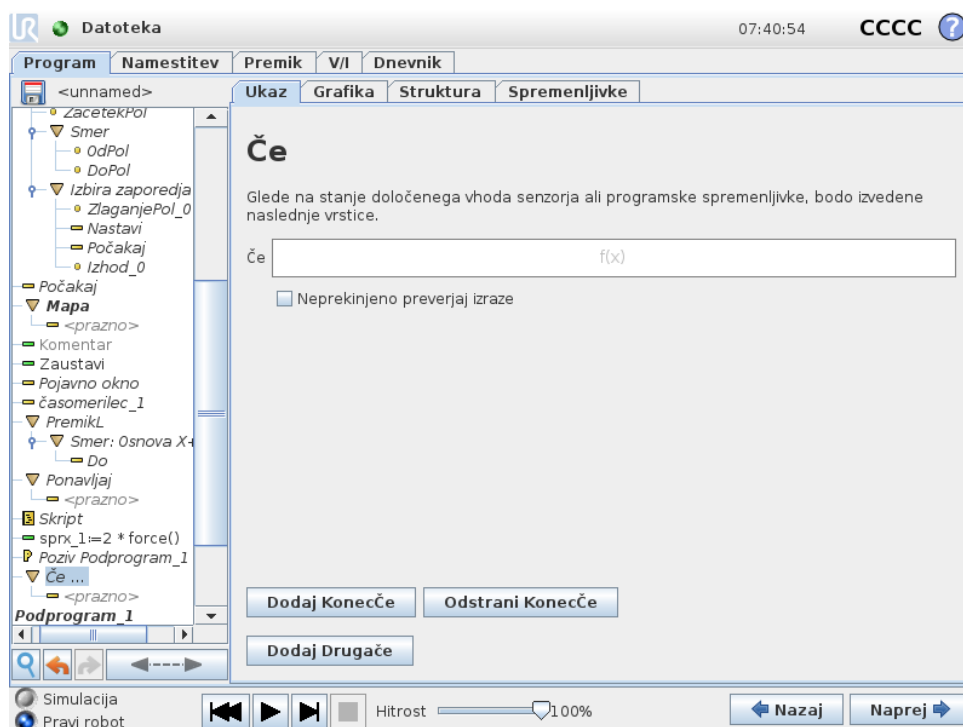 UR Datoteka 07:40:54 CCCC ?
Program Namestitev Premik V/I Dnevnik
<unnamed> Ukaz Grafika Struktura Spremenljivke
ZačetekPol
Smer
OdPol
DoPol
Izbira zaporedja
ZlaganjePol_0
Nastavi
Počakaj
Izhod_0
Počakaj
Mapa
<prazno>
Komentar
Zaustavi
Pojavno okno
časomerilec_1
PremikL
Smer: Osnova X+
Do
Ponavljaj
<prazno>
Skript
sprx_1:=2 * force()
P Poziv Podprogram_1
Če ...
<prazno>
Podprogram_1
Če
Glede na stanje določenega vhoda senzorja ali programske spremenljivke, bodo izvedene
naslednje vrstice.
Če f(x)
Neprekinjeno preverjaj izraze
Dodaj KonecČe Odstrani KonecČe
Dodaj Drugače
Simulacija
Pravi robot
Hitrost 100%
Nazaj Naprej